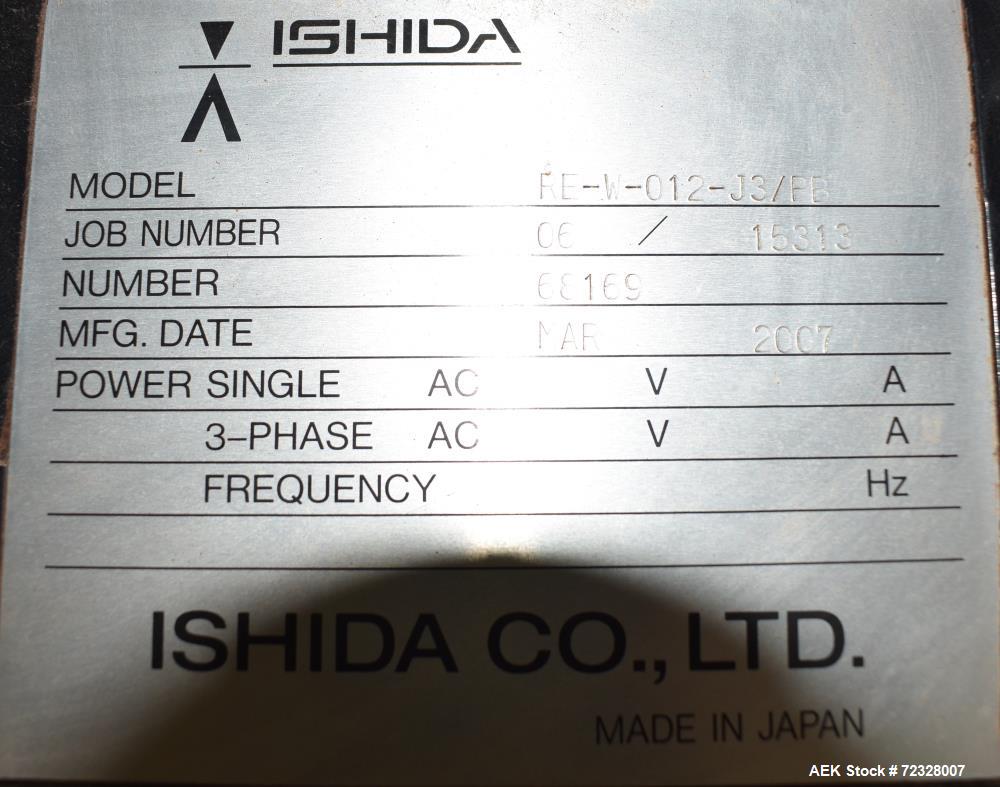 ISHIDA
MODEL RE-W-012-J3/PB
JOB NUMBER 06 / 15313
NUMBER 68169
MFG. DATE MAR 2007
POWER SINGLE AC V A
3-PHASE AC V A
FREQUENCY Hz
ISHIDA CO., LTD.
MADE IN JAPAN
AEK Stock # 72328007